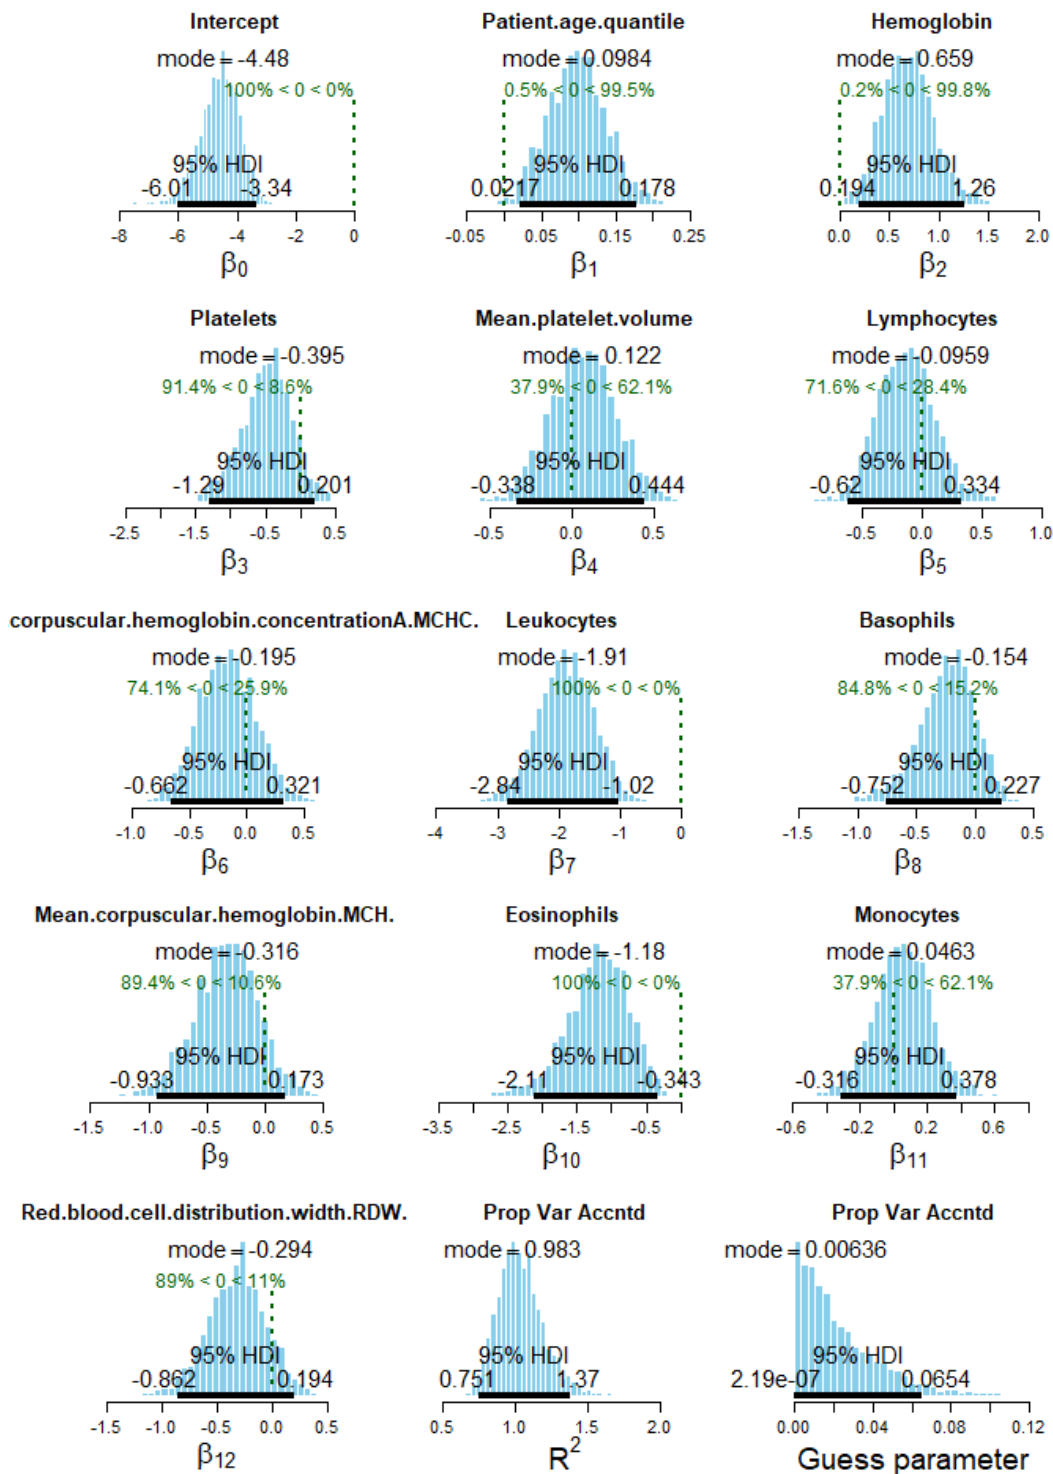 Intercept
mode = -4.48
100% < 0 < 0%
95% HDI
-6.01 -3.34
-8 -6 -4 -2 0
β0
Patient.age.quantile
mode = 0.0984
0.5% < 0 < 99.5%
95% HDI
0.0217 0.178
-0.05 0.05 0.15 0.25
β1
Hemoglobin
mode = 0.659
0.2% < 0 < 99.8%
95% HDI
0.194 1.26
0.0 0.5 1.0 1.5 2.0
β2
Platelets
mode = -0.395
91.4% < 0 < 8.6%
95% HDI
-1.29 0.201
-2.5 -1.5 -0.5 0.5
β3
Mean.platelet.volume
mode = 0.122
37.9% < 0 < 62.1%
95% HDI
-0.338 0.444
-0.5 0.0 0.5
β4
Lymphocytes
mode = -0.0959
71.6% < 0 < 28.4%
95% HDI
-0.62 0.334
-0.5 0.0 0.5 1.0
β5
corpuscular.hemoglobin.concentrationA.MCHC.
mode = -0.195
74.1% < 0 < 25.9%
95% HDI
-0.662 0.321
-1.0 -0.5 0.0 0.5
β6
Leukocytes
mode = -1.91
100% < 0 < 0%
95% HDI
-2.84 -1.02
-4 -3 -2 -1 0
β7
Basophils
mode = -0.154
84.8% < 0 < 15.2%
95% HDI
-0.752 0.227
-1.5 -1.0 -0.5 0.0 0.5
β8
Mean.corpuscular.hemoglobin.MCH.
mode = -0.316
89.4% < 0 < 10.6%
95% HDI
-0.933 0.173
-1.5 -1.0 -0.5 0.0 0.5
β9
Eosinophils
mode = -1.18
100% < 0 < 0%
95% HDI
-2.11 -0.343
-3.5 -2.5 -1.5 -0.5
β10
Monocytes
mode = 0.0463
37.9% < 0 < 62.1%
95% HDI
-0.316 0.378
-0.6 -0.2 0.2 0.6
β11
Red.blood.cell.distribution.width.RDW.
mode = -0.294
89% < 0 < 11%
95% HDI
-0.862 0.194
-1.5 -1.0 -0.5 0.0 0.5
β12
Prop Var Accntd
mode = 0.983
95% HDI
0.751 1.37
0.5 1.0 1.5 2.0
R^2
Prop Var Accntd
mode = 0.00636
95% HDI
2.19e-07 0.0654
0.00 0.04 0.08 0.12
Guess parameter